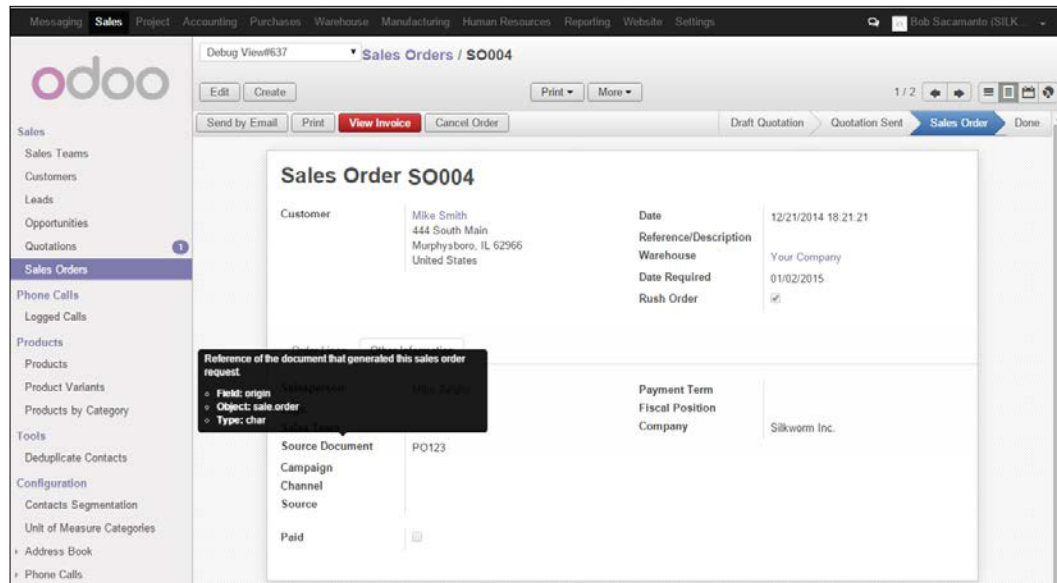 Messaging Sales Project Accounting Purchases Warehouse Manufacturing Human Resources Reporting Website Settings Bob Sacamanto (SILK...
odoo
Debug View#637
Sales Orders / SO004
Edit Create Print More 1 / 2
Send by Email Print View Invoice Cancel Order Draft Quotation Quotation Sent Sales Order Done
Sales
Sales Teams
Customers
Leads
Opportunities
Quotations 1
Sales Orders
Phone Calls
Logged Calls
Products
Products
Product Variants
Products by Category
Tools
Deduplicate Contacts
Configuration
Contacts Segmentation
Unit of Measure Categories
Address Book
Phone Calls
Sales Order SO004
Customer
Mike Smith
444 South Main
Murphysboro, IL 62966
United States
Date 12/21/2014 18:21:21
Reference/Description
Warehouse Your Company
Date Required 01/02/2015
Rush Order
Other Information
Reference of the document that generated this sales order
request.
Field: origin
Object: sale.order
Type: char
Source Document PO123
Campaign
Channel
Source
Paid
Payment Term
Fiscal Position
Company Silkworm Inc.